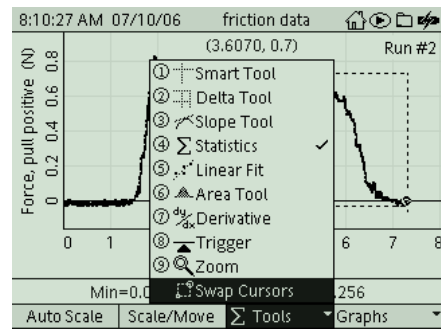 8:10:27 AM 07/10/06 friction data
(3.6070, 0.7) Run #2
Force, pull positive (N)
0.8
0.6
0.4
0.2
0
① Smart Tool
② Delta Tool
③ Slope Tool
④ Σ Statistics ✓
⑤ Linear Fit
⑥ Area Tool
⑦ dy/dx Derivative
⑧ Trigger
⑨ Zoom
Swap Cursors
0 1 6 7 8
Min=0.0 .256
Auto Scale Scale/Move Σ Tools Graphs